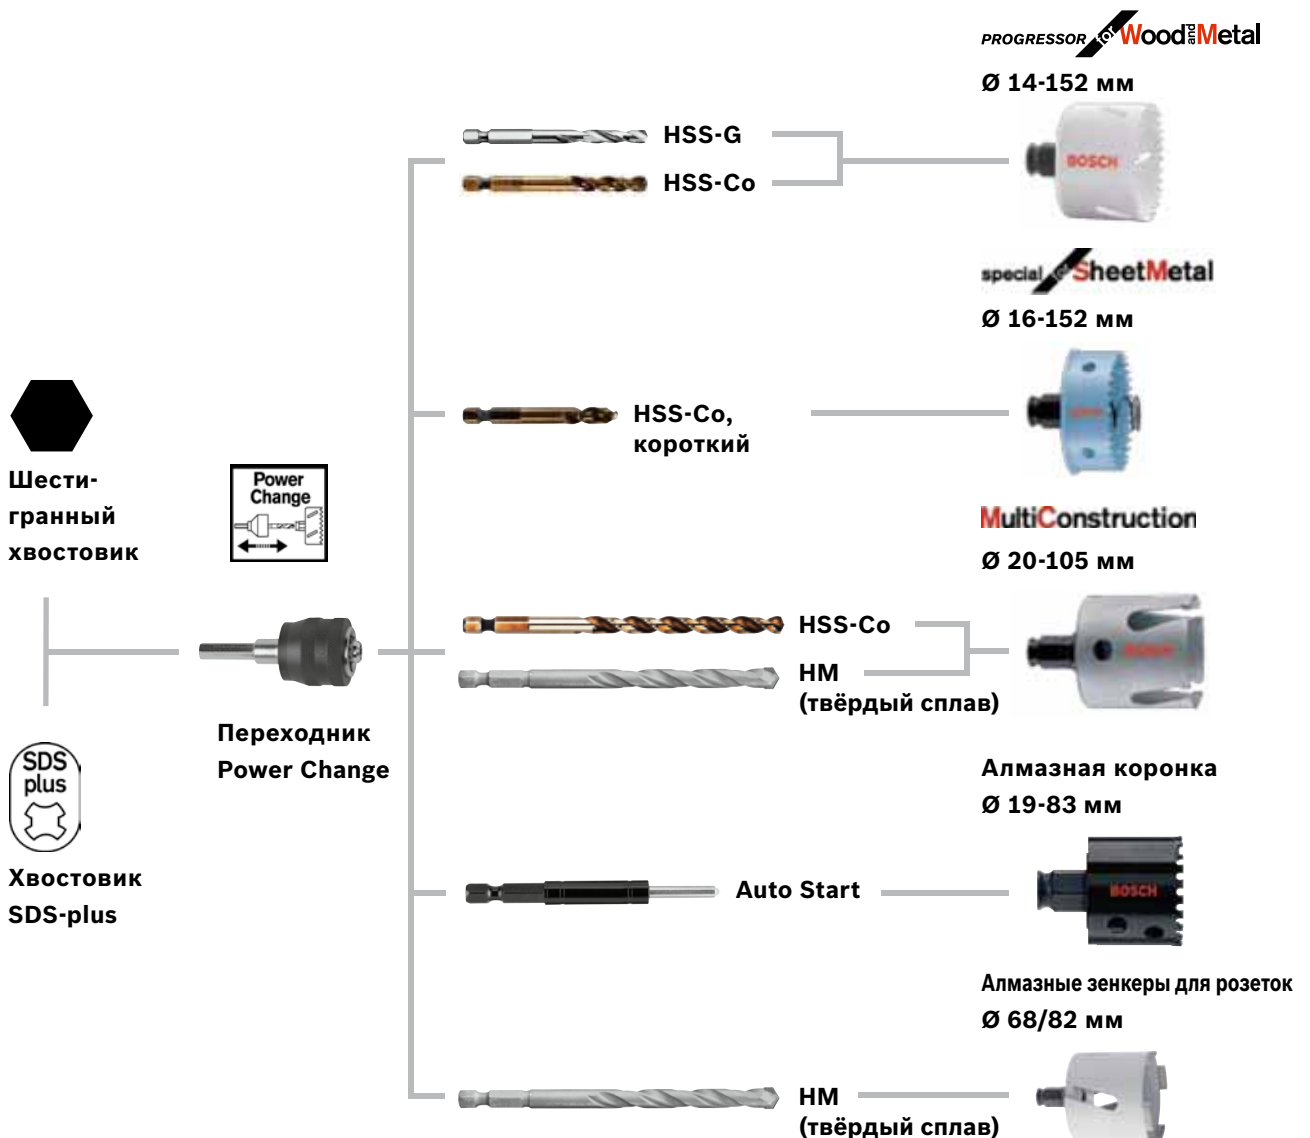 PROGRESSOR for Wood and Metal
Ø 14-152 мм
HSS-G
HSS-Co
BOSCH
special for SheetMetal
Ø 16-152 мм
HSS-Co,
короткий
Шести-
гранный
хвостовик
Power
Change
MultiConstruction
Ø 20-105 мм
HSS-Co
HM
(твёрдый сплав)
BOSCH
Переходник
Power Change
SDS
plus
Хвостовик
SDS-plus
Алмазная коронка
Ø 19-83 мм
Auto Start
BOSCH
Алмазные зенкеры для розеток
Ø 68/82 мм
HM
(твёрдый сплав)